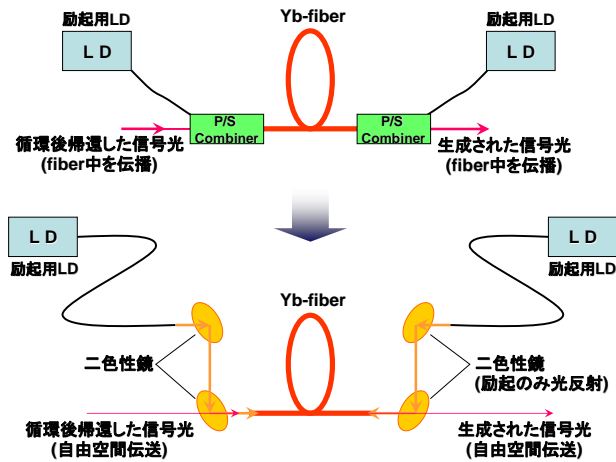 励起用LD
Yb-fiber
励起用LD
L D
L D
P/S
Combiner
P/S
Combiner
循環後帰還した信号光
(fiber中を伝播)
生成された信号光
(fiber中を伝播)
L D
励起用LD
L D
励起用LD
Yb-fiber
二色性鏡
二色性鏡
(励起のみ光反射)
循環後帰還した信号光
(自由空間伝送)
生成された信号光
(自由空間伝送)